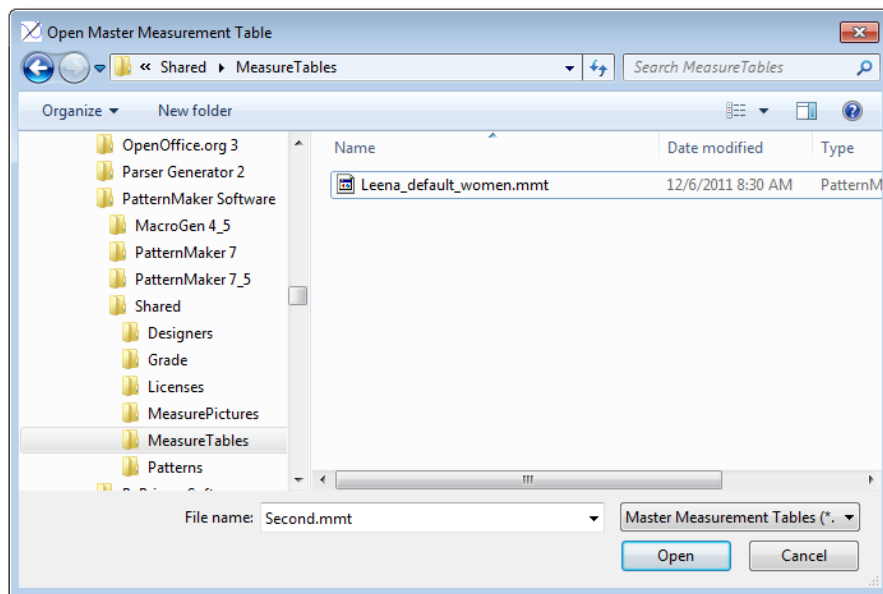 Open Master Measurement Table
« Shared ▸ MeasureTables
Search MeasureTables
Organize New folder
OpenOffice.org 3
Parser Generator 2
PatternMaker Software
MacroGen 4_5
PatternMaker 7
PatternMaker 7_5
Shared
Designers
Grade
Licenses
MeasurePictures
MeasureTables
Patterns
Name Date modified Type
Leena_default_women.mmt 12/6/2011 8:30 AM PatternM
File name: Second.mmt Master Measurement Tables (*.
Open Cancel